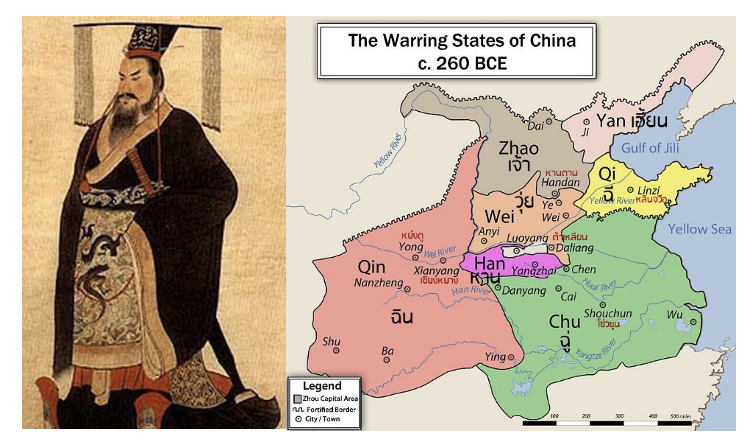 The Warring States of China
c. 260 BCE
Dai
Ji
Yan เอี้ยน
Yellow River
Gulf of Jili
Zhao
เจ้า
หานตาน
Handan
Qi
ฉี
Linzi
หลินจวือ
Yellow River
วุ่ย
Ye
Wei
Wei
Yellow Sea
Anyi
หย่งตู
Yong
Wei River
Luoyang
ต้าเหลียน
Daliang
Qin
Xianyang
เซียงหยาง
Han
หาน
Yangzhai
Chen
Nanzheng
Han River
Danyang
Cai
Huai River
ฉิน
Chu
ฉู่
Shouchun
โซ่วชุน
Wu
Shu
Ba
Ying
Yangtze River
Legend
Zhou Capital Area
Fortified Border
City / Town
100
200
300
400
500 miles